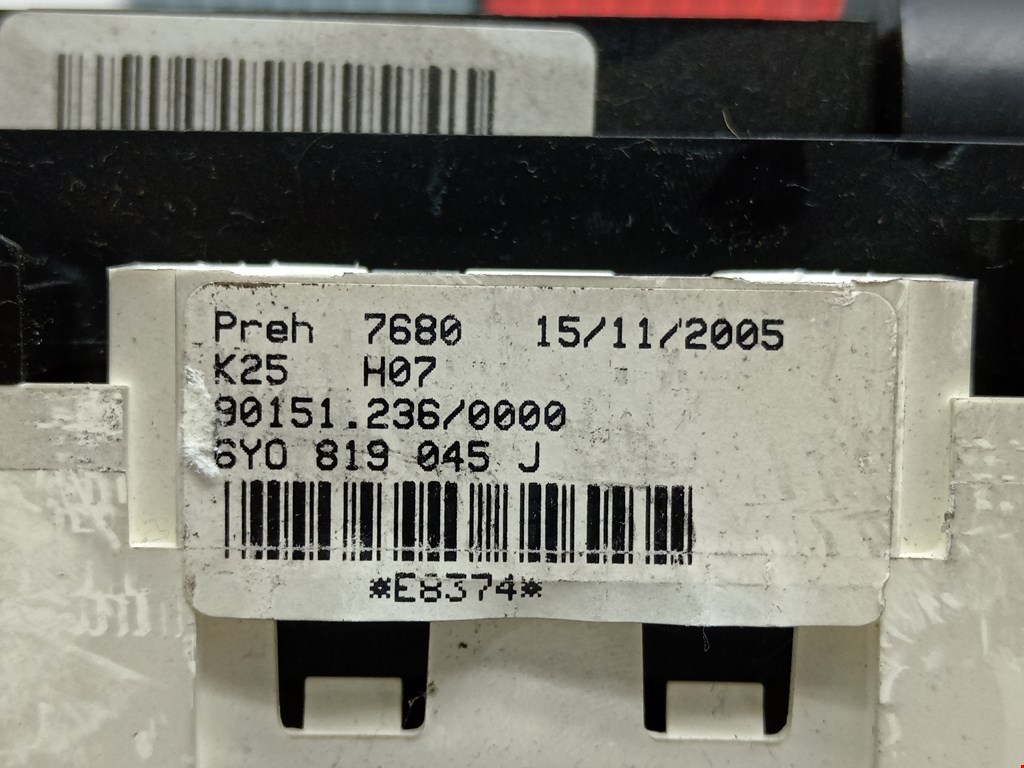 Preh 7680 15/11/2005
K25 H07
90151.236/0000
6Y0 819 045 J
*E8374*